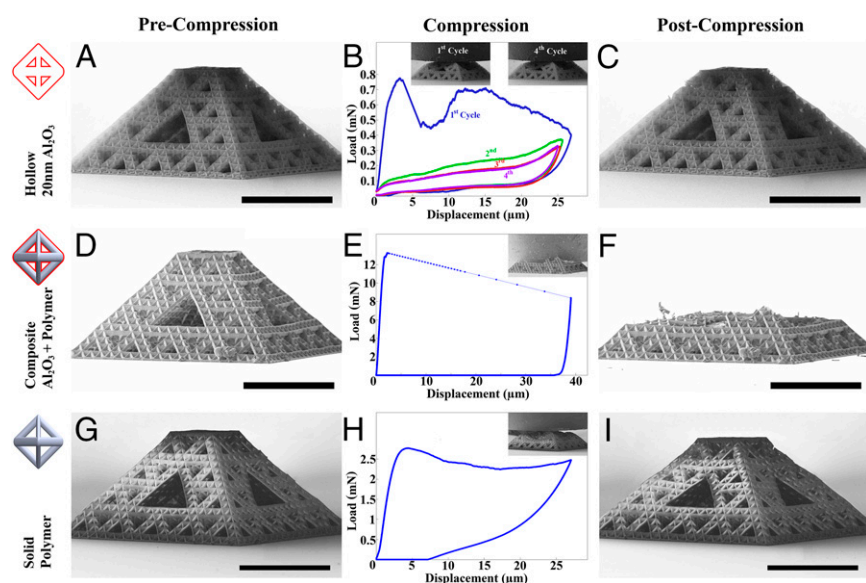 Pre-Compression
Compression
Post-Compression
Hollow
20nm Al₂O₃
A
B
1st Cycle
4th Cycle
Load (mN)
0.8
0.7
0.6
0.5
0.4
0.3
0.2
0.1
1st Cycle
2nd
3rd
4th
0 5 10 15 20 25
Displacement (μm)
C
Composite
Al₂O₃ + Polymer
D
E
Load (mN)
12
10
8
6
4
2
0
0 10 20 30 40
Displacement (μm)
F
Solid
Polymer
G
H
Load (mN)
2.5
2
1.5
1
0.5
0
0 5 10 15 20 25
Displacement (μm)
I